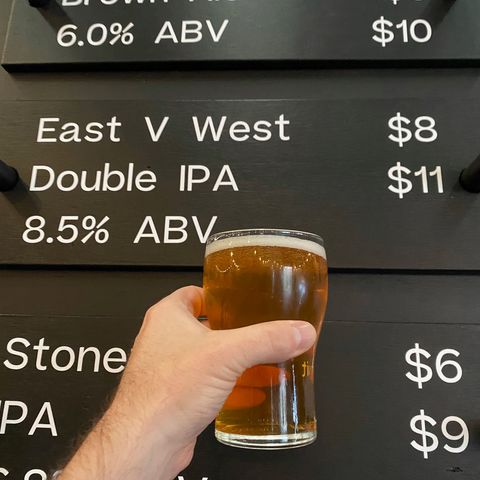 6.0% ABV $10
East V West $8
Double IPA $11
8.5% ABV
Stone $6
IPA $9